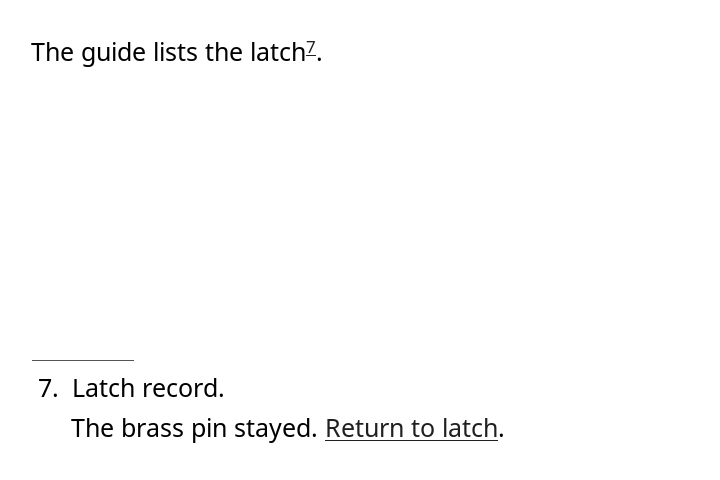 The guide lists the latch7.
7. Latch record.
The brass pin stayed. Return to latch.